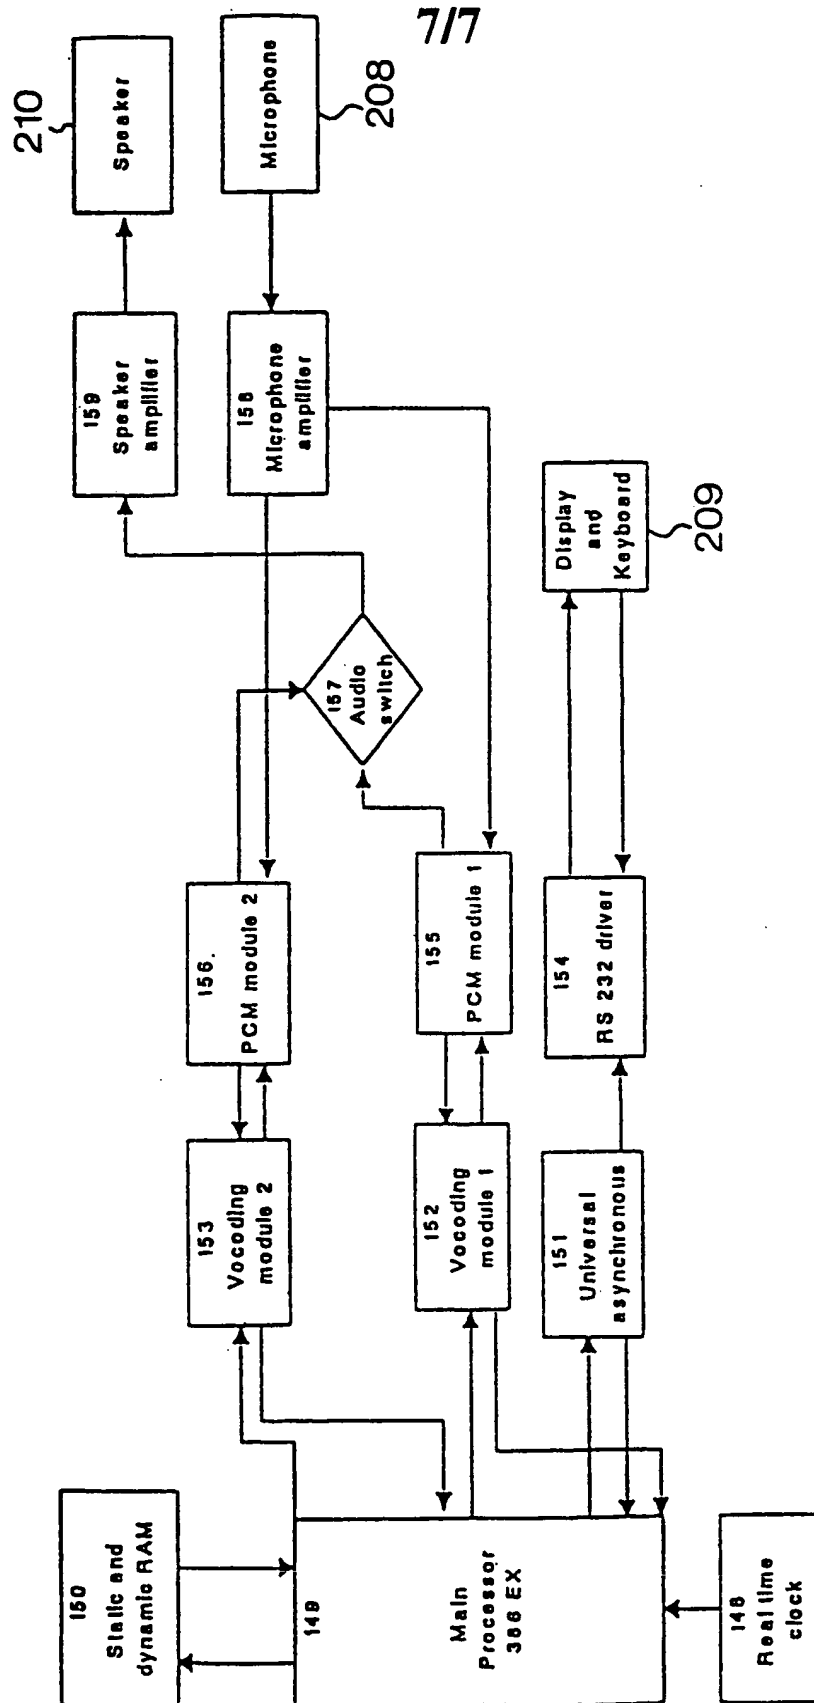 7/7
210
Speaker
Microphone
208
159
Speaker
amplifier
158
Microphone
amplifier
Display
and
Keyboard
209
157
Audio
switch
156.
PCM module 2
155
PCM module 1
154
RS 232 driver
153
Vocoding
module 2
152
Vocoding
module 1
151
Universal
asynchronous
150
Static and
dynamic RAM
149
Main
Processor
386 EX
148
Real time
clock